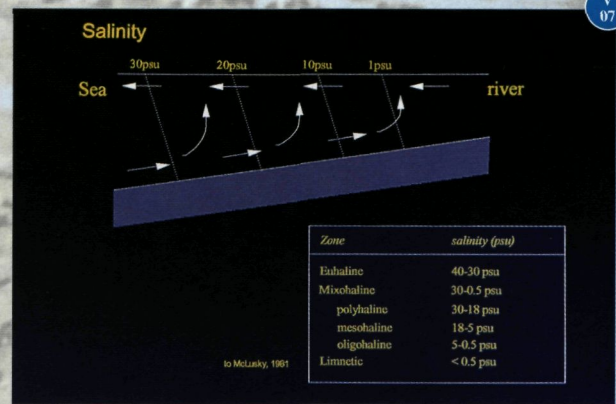 V
07
Salinity
30psu 20psu 10psu 1psu
Sea river
Zone salinity (psu)
Euhaline 40-30 psu
Mixohaline 30-0.5 psu
polyhaline 30-18 psu
mesohaline 18-5 psu
oligohaline 5-0.5 psu
Limnetic < 0.5 psu
to McLusky, 1981